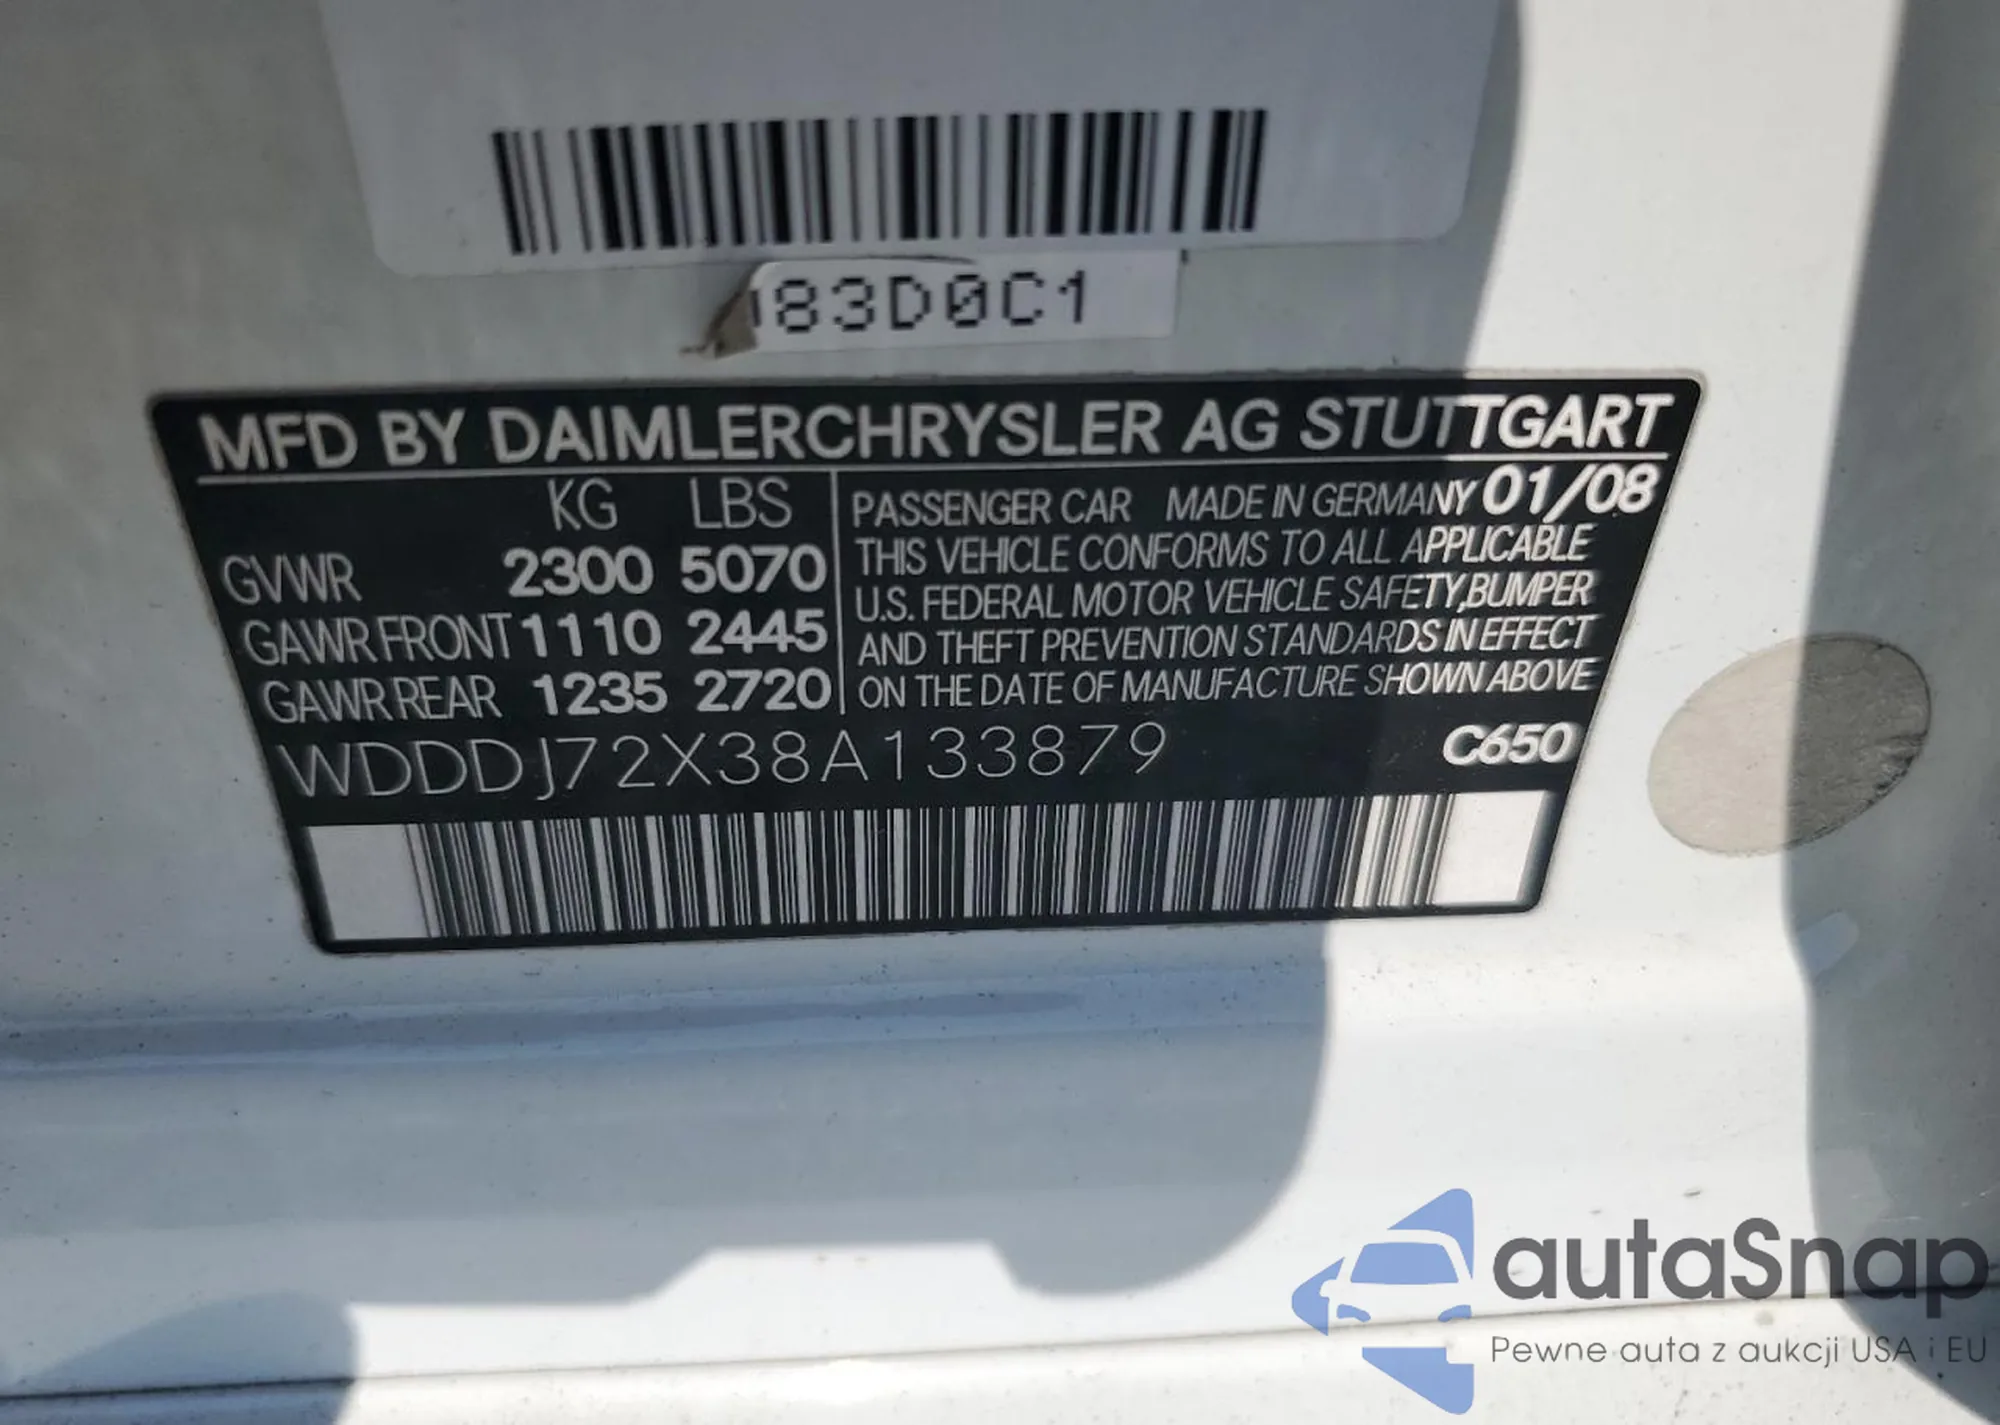 83D0C1
MFD BY DAIMLERCHRYSLER AG STUTTGART
KG LBS
GVWR 2300 5070
GAWR FRONT 1110 2445
GAWR REAR 1235 2720
PASSENGER CAR MADE IN GERMANY 01/08
THIS VEHICLE CONFORMS TO ALL APPLICABLE
U.S. FEDERAL MOTOR VEHICLE SAFETY,BUMPER
AND THEFT PREVENTION STANDARDS IN EFFECT
ON THE DATE OF MANUFACTURE SHOWN ABOVE
WDDDJ72X38A133879 C650
autaSnap
Pewne auta z aukcji USA i EU